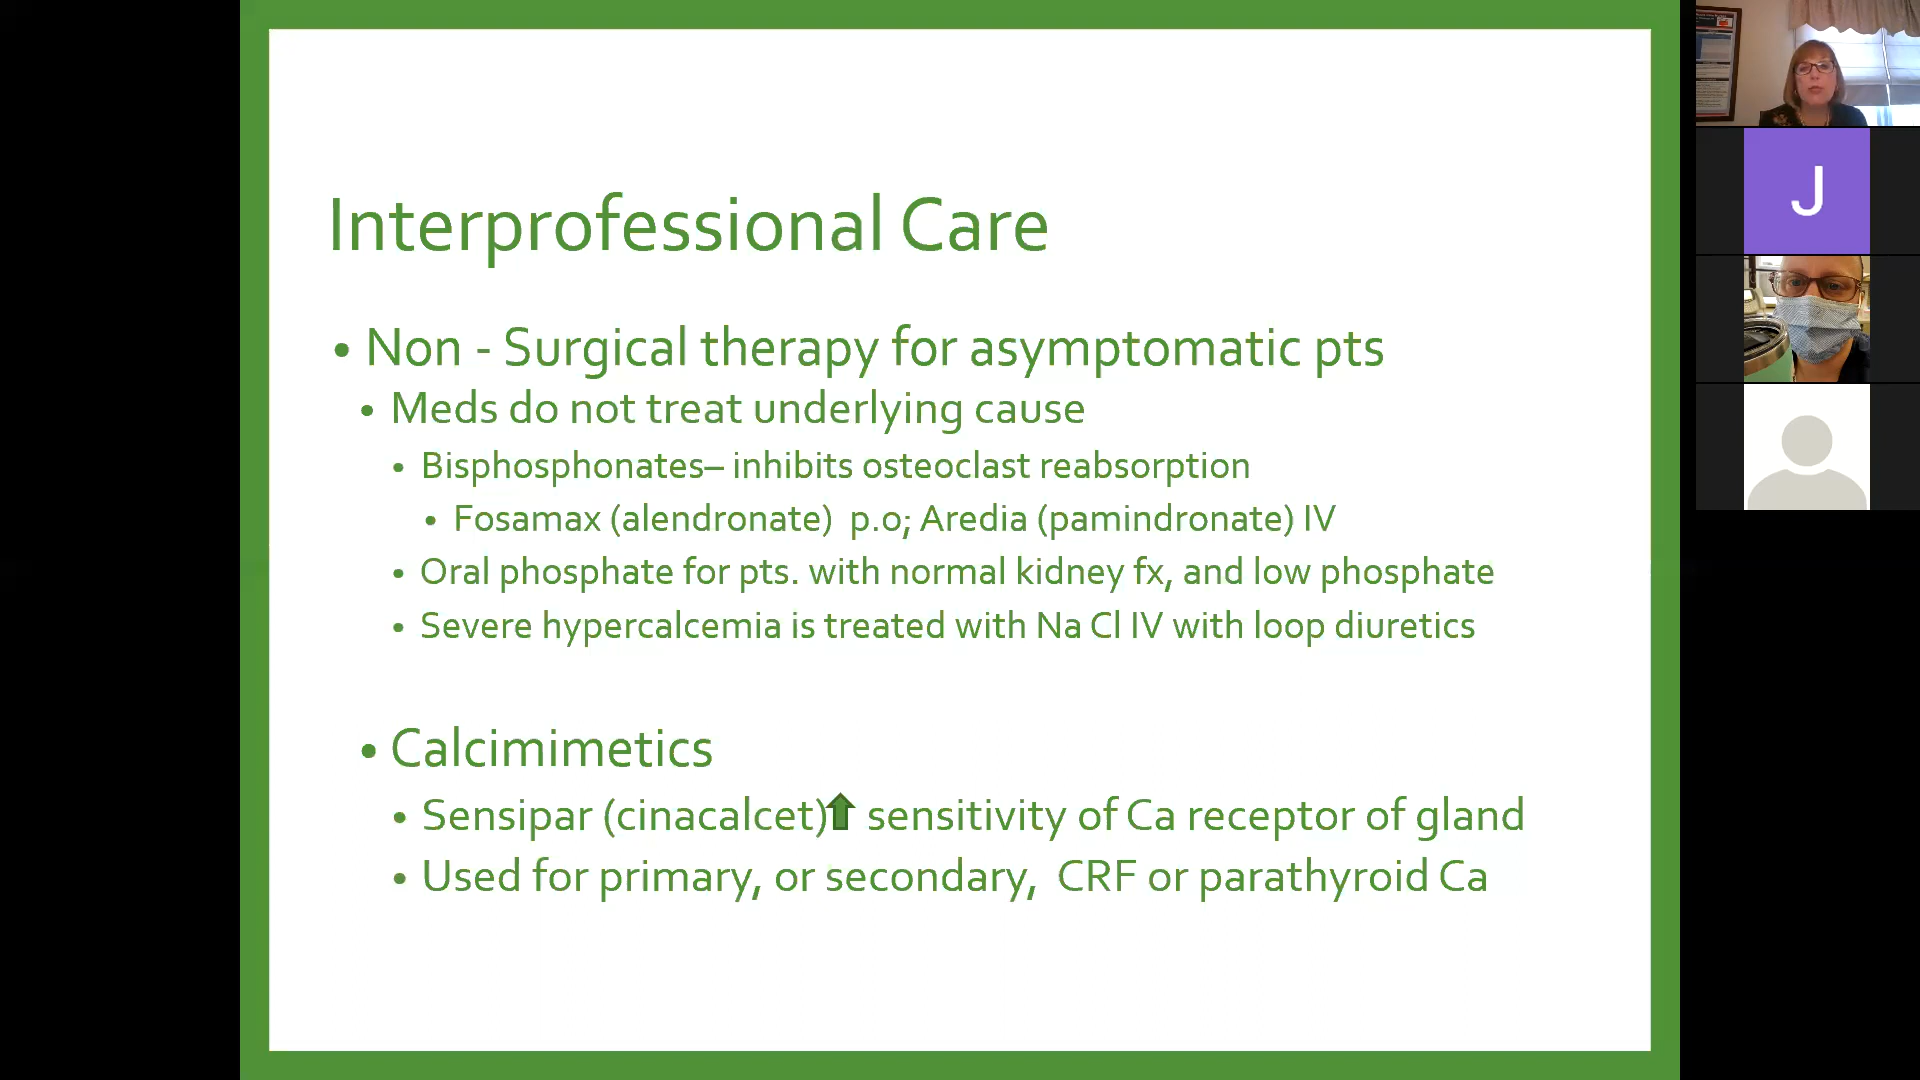 Interprofessional Care
• Non - Surgical therapy for asymptomatic pts
• Meds do not treat underlying cause
• Bisphosphonates– inhibits osteoclast reabsorption
• Fosamax (alendronate) p.o; Aredia (pamindronate) IV
• Oral phosphate for pts. with normal kidney fx, and low phosphate
• Severe hypercalcemia is treated with Na Cl IV with loop diuretics
• Calcimimetics
• Sensipar (cinacalcet)⬆ sensitivity of Ca receptor of gland
• Used for primary, or secondary, CRF or parathyroid Ca
J